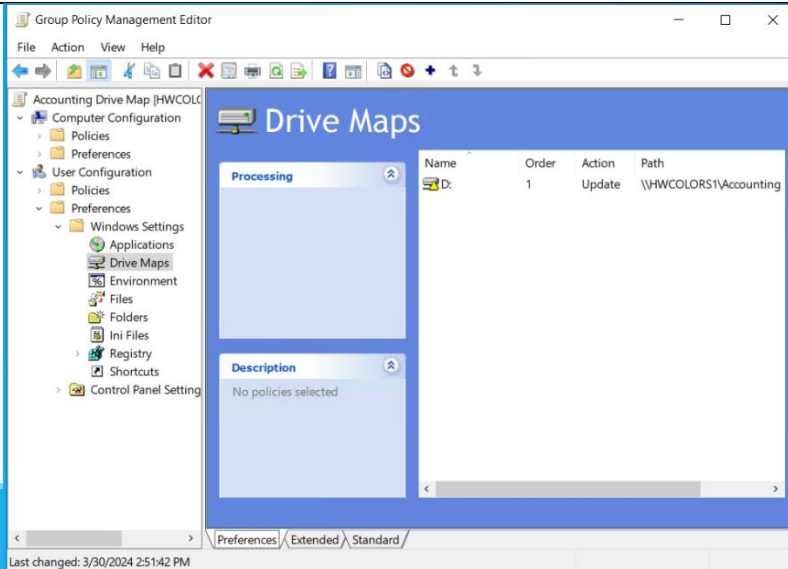 Group Policy Management Editor
File Action View Help
Accounting Drive Map [HWCOLO
Computer Configuration
Policies
Preferences
User Configuration
Policies
Preferences
Windows Settings
Applications
Drive Maps
Environment
Files
Folders
Ini Files
Registry
Shortcuts
Control Panel Setting
Drive Maps
Processing
Description
No policies selected
Name Order Action Path
D: 1 Update \\HWCOLORS1\Accounting
Preferences Extended Standard
Last changed: 3/30/2024 2:51:42 PM